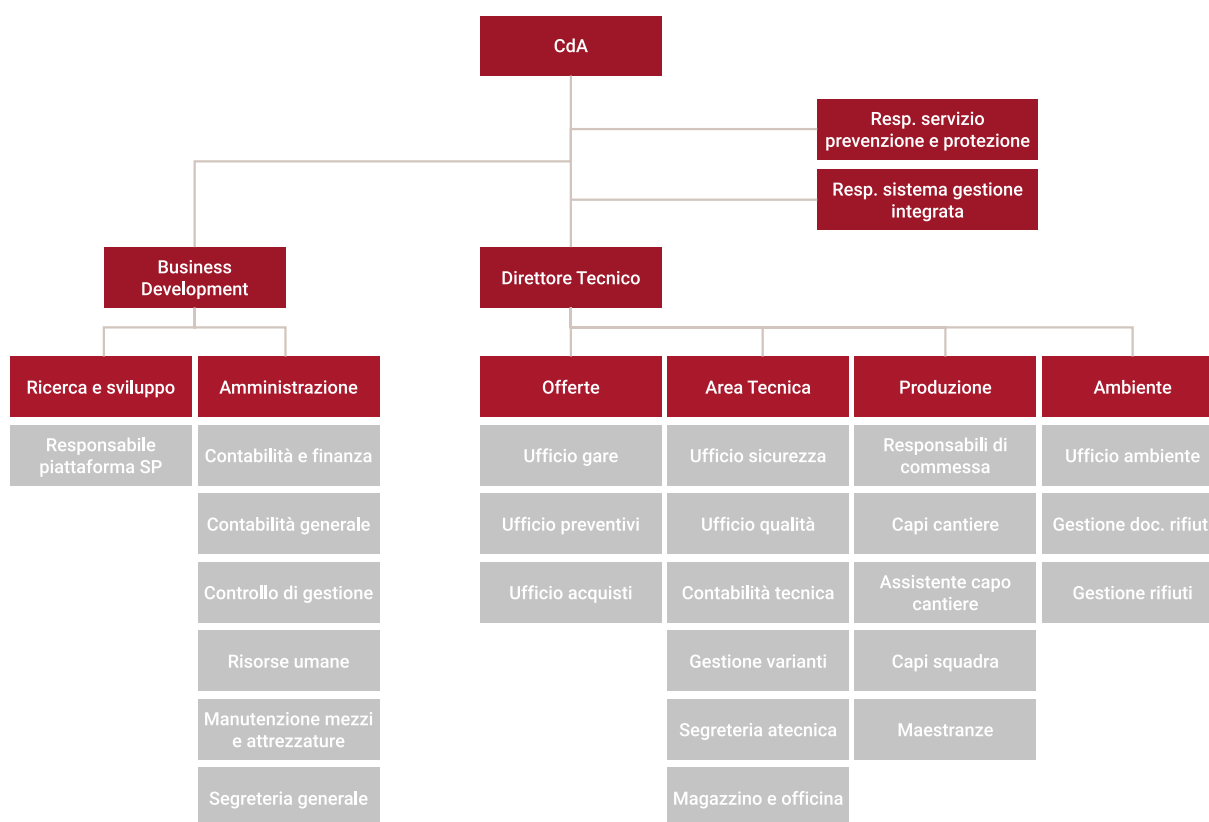 CdA
Resp. servizio
prevenzione e protezione
Resp. sistema gestione
integrata
Business
Development
Direttore Tecnico
Ricerca e sviluppo
Amministrazione
Offerte
Area Tecnica
Produzione
Ambiente
Responsabile
piattaforma SP
Contabilità e finanza
Contabilità generale
Controllo di gestione
Risorse umane
Manutenzione mezzi
e attrezzature
Segreteria generale
Ufficio gare
Ufficio preventivi
Ufficio acquisti
Ufficio sicurezza
Ufficio qualità
Contabilità tecnica
Gestione varianti
Segreteria atecnica
Magazzino e officina
Responsabili di
commessa
Capi cantiere
Assistente capo
cantiere
Capi squadra
Maestranze
Ufficio ambiente
Gestione doc. rifiut
Gestione rifiuti